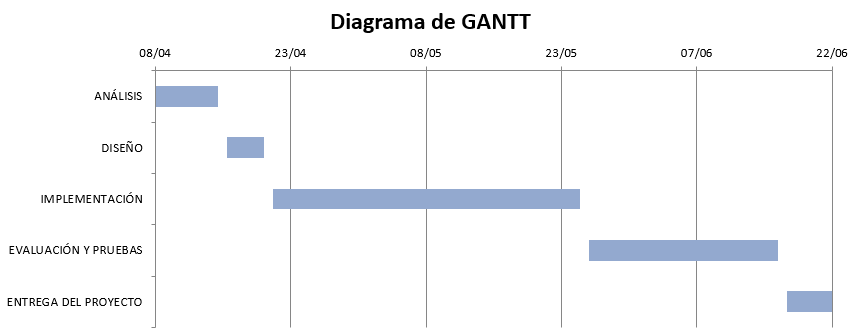 Diagrama de GANTT
08/04 23/04 08/05 23/05 07/06 22/06
ANÁLISIS
DISEÑO
IMPLEMENTACIÓN
EVALUACIÓN Y PRUEBAS
ENTREGA DEL PROYECTO